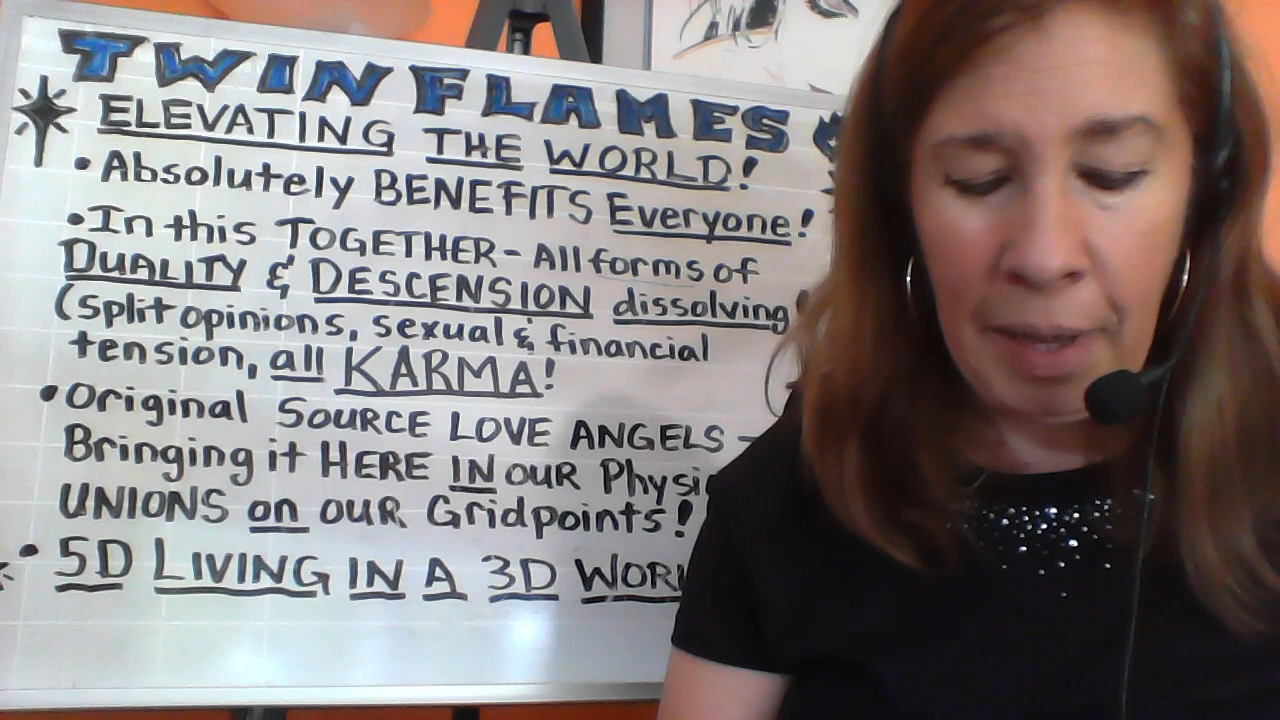 TWIN FLAMES
ELEVATING THE WORLD!
• Absolutely BENEFITS Everyone!
• In this TOGETHER - All forms of
DUALITY & DESCENSION dissolving!
(split opinions, sexual & financial
tension, all KARMA!
• Original SOURCE LOVE ANGELS -
Bringing it HERE IN OUR
UNIONS on OUR Gridpoints!
• 5D LIVING IN A 3D